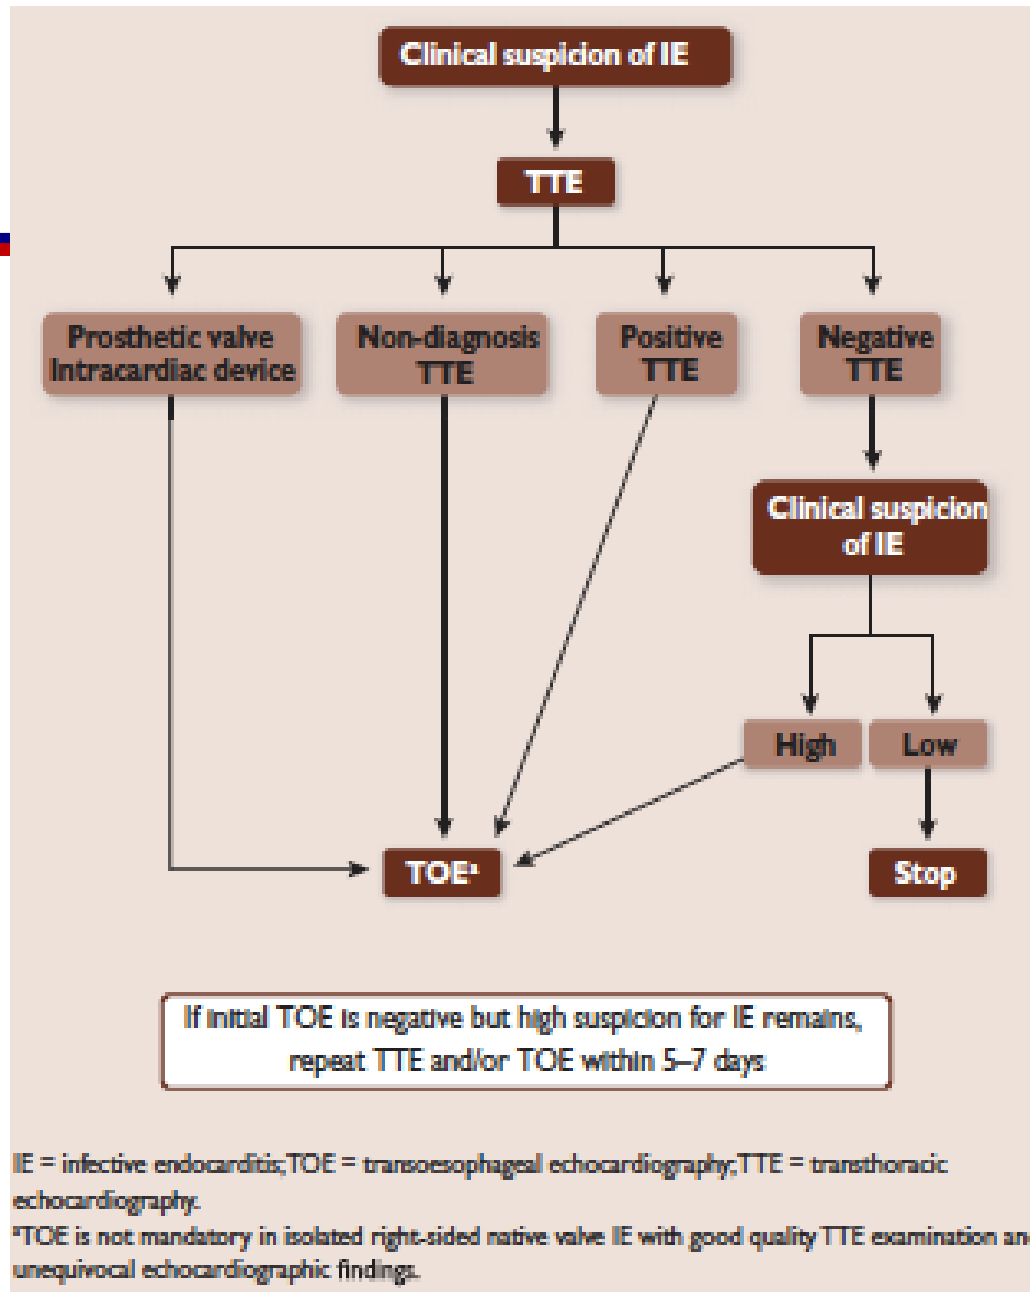 Clinical suspicion of IE
TTE
Prosthetic valve
Intracardiac device
Non-diagnosis
TTE
Positive
TTE
Negative
TTE
Clinical suspicion
of IE
High
Low
TOEª
Stop
If initial TOE is negative but high suspicion for IE remains,
repeat TTE and/or TOE within 5–7 days
IE = infective endocarditis; TOE = transoesophageal echocardiography; TTE = transthoracic
echocardiography.
ªTOE is not mandatory in isolated right-sided native valve IE with good quality TTE examination an
unequivocal echocardiographic findings.